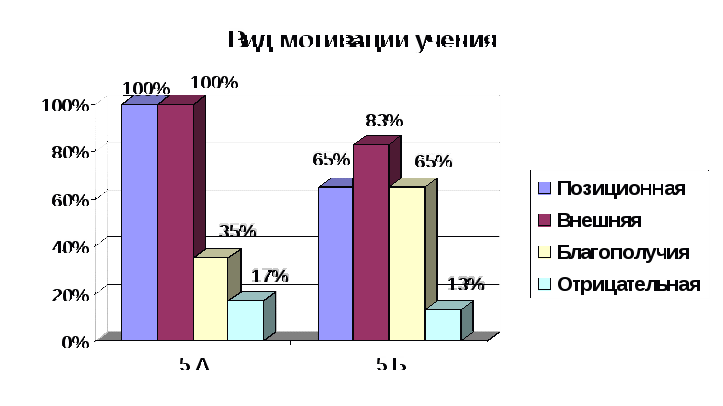 Вид мотивации учения
100%
100%
83%
65%
65%
35%
17%
13%
100%
80%
60%
40%
20%
0%
5 А
5 Б
Позиционная
Внешняя
Благополучия
Отрицательная